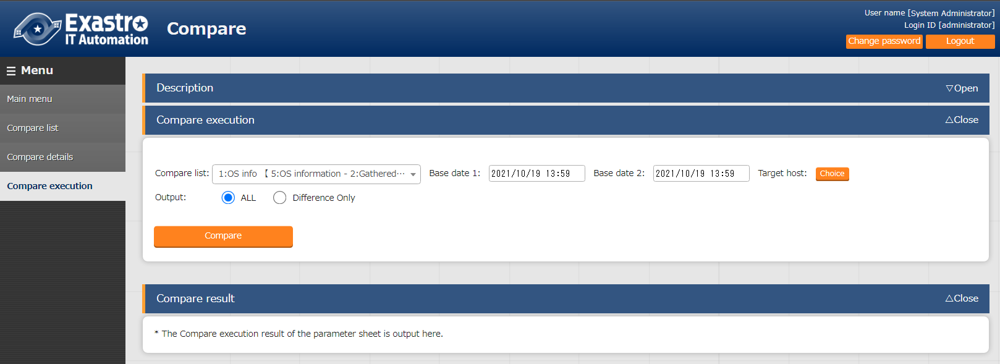 Exastro
IT Automation
Compare
User name [System Administrator]
Login ID [administrator]
Change password
Logout
☰ Menu
Main menu
Compare list
Compare details
Compare execution
Description
▽Open
Compare execution
△Close
Compare list: 1:OS info 【 5:OS information - 2:Gathered··· Base date 1: 2021/10/19 13:59 Base date 2: 2021/10/19 13:59 Target host: Choice
Output: ALL Difference Only
Compare
Compare result
△Close
* The Compare execution result of the parameter sheet is output here.